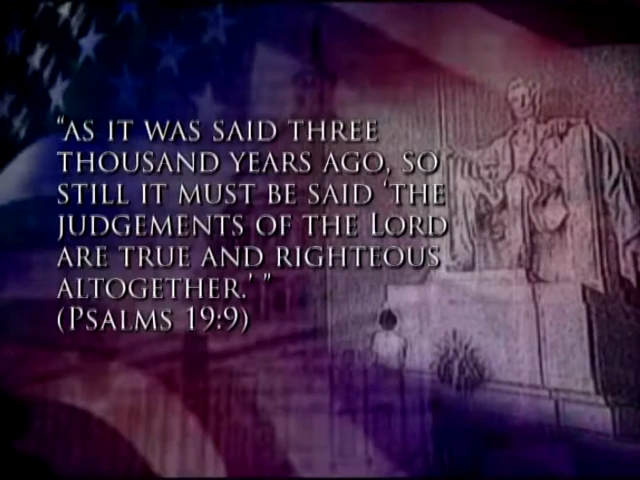 “AS IT WAS SAID THREE
THOUSAND YEARS AGO, SO
STILL IT MUST BE SAID ‘THE
JUDGEMENTS OF THE LORD
ARE TRUE AND RIGHTEOUS
ALTOGETHER.’ ”
(PSALMS 19:9)